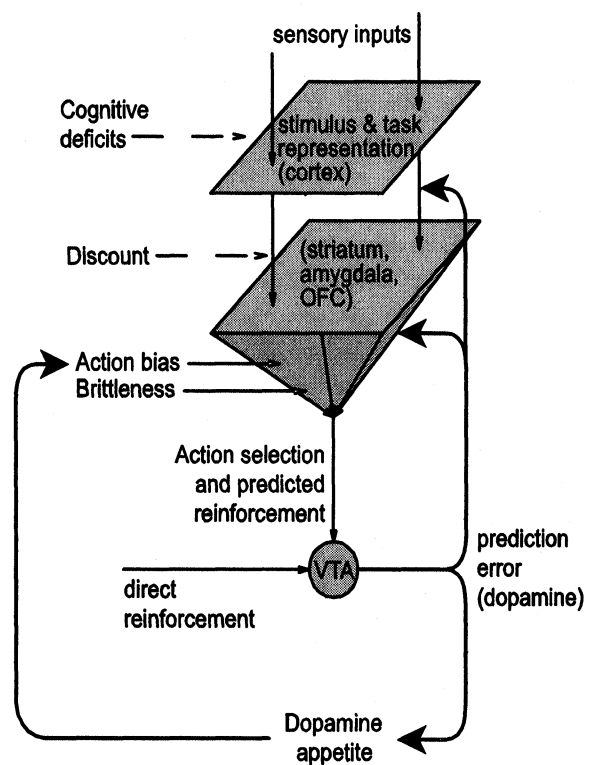 sensory inputs
Cognitive
deficits
stimulus & task
representation
(cortex)
Discount
(striatum,
amygdala,
OFC)
Action bias
Brittleness
Action selection
and predicted
reinforcement
VTA
direct
reinforcement
prediction
error
(dopamine)
Dopamine
appetite